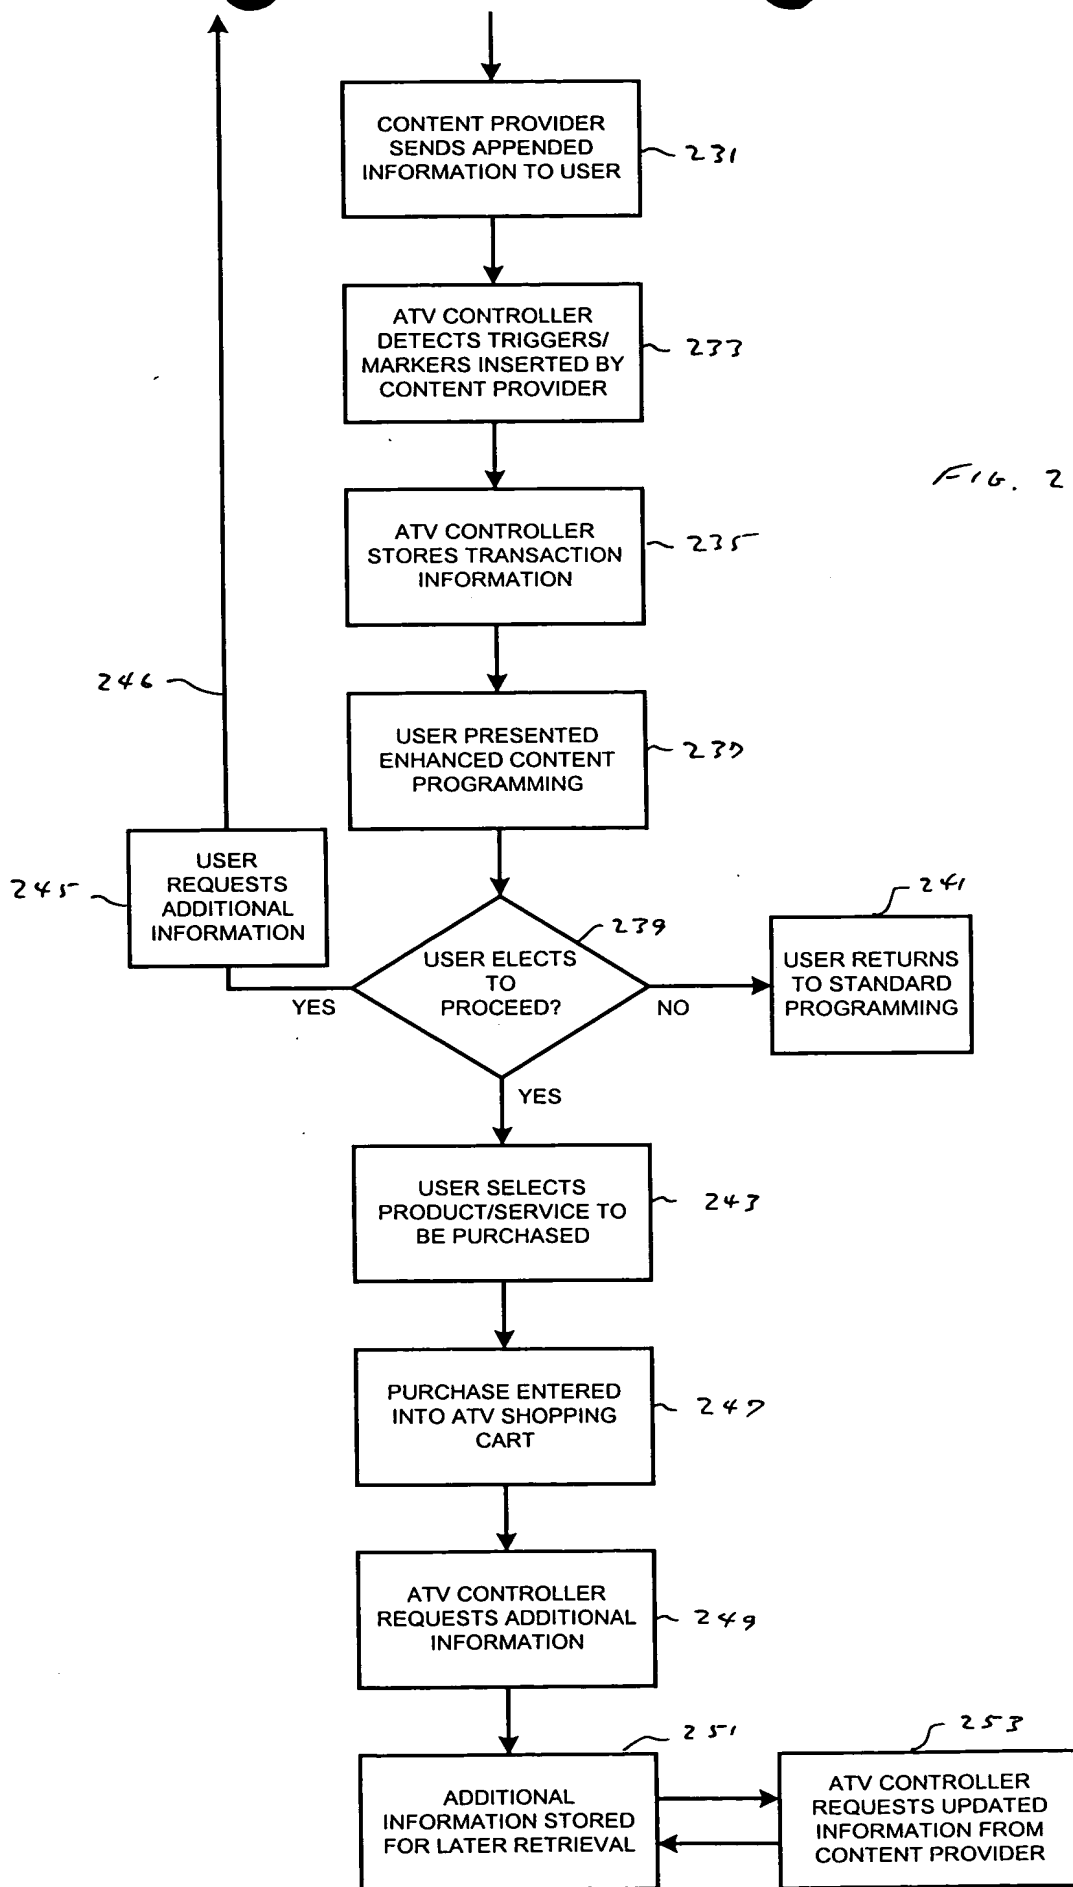 CONTENT PROVIDER
SENDS APPENDED
INFORMATION TO USER
231
ATV CONTROLLER
DETECTS TRIGGERS/
MARKERS INSERTED BY
CONTENT PROVIDER
233
FIG. 2
ATV CONTROLLER
STORES TRANSACTION
INFORMATION
235
246
USER PRESENTED
ENHANCED CONTENT
PROGRAMMING
237
USER
REQUESTS
ADDITIONAL
INFORMATION
245
239
USER ELECTS
TO
PROCEED?
YES
NO
241
USER RETURNS
TO STANDARD
PROGRAMMING
YES
USER SELECTS
PRODUCT/SERVICE TO
BE PURCHASED
243
PURCHASE ENTERED
INTO ATV SHOPPING
CART
247
ATV CONTROLLER
REQUESTS ADDITIONAL
INFORMATION
249
251
ADDITIONAL
INFORMATION STORED
FOR LATER RETRIEVAL
253
ATV CONTROLLER
REQUESTS UPDATED
INFORMATION FROM
CONTENT PROVIDER